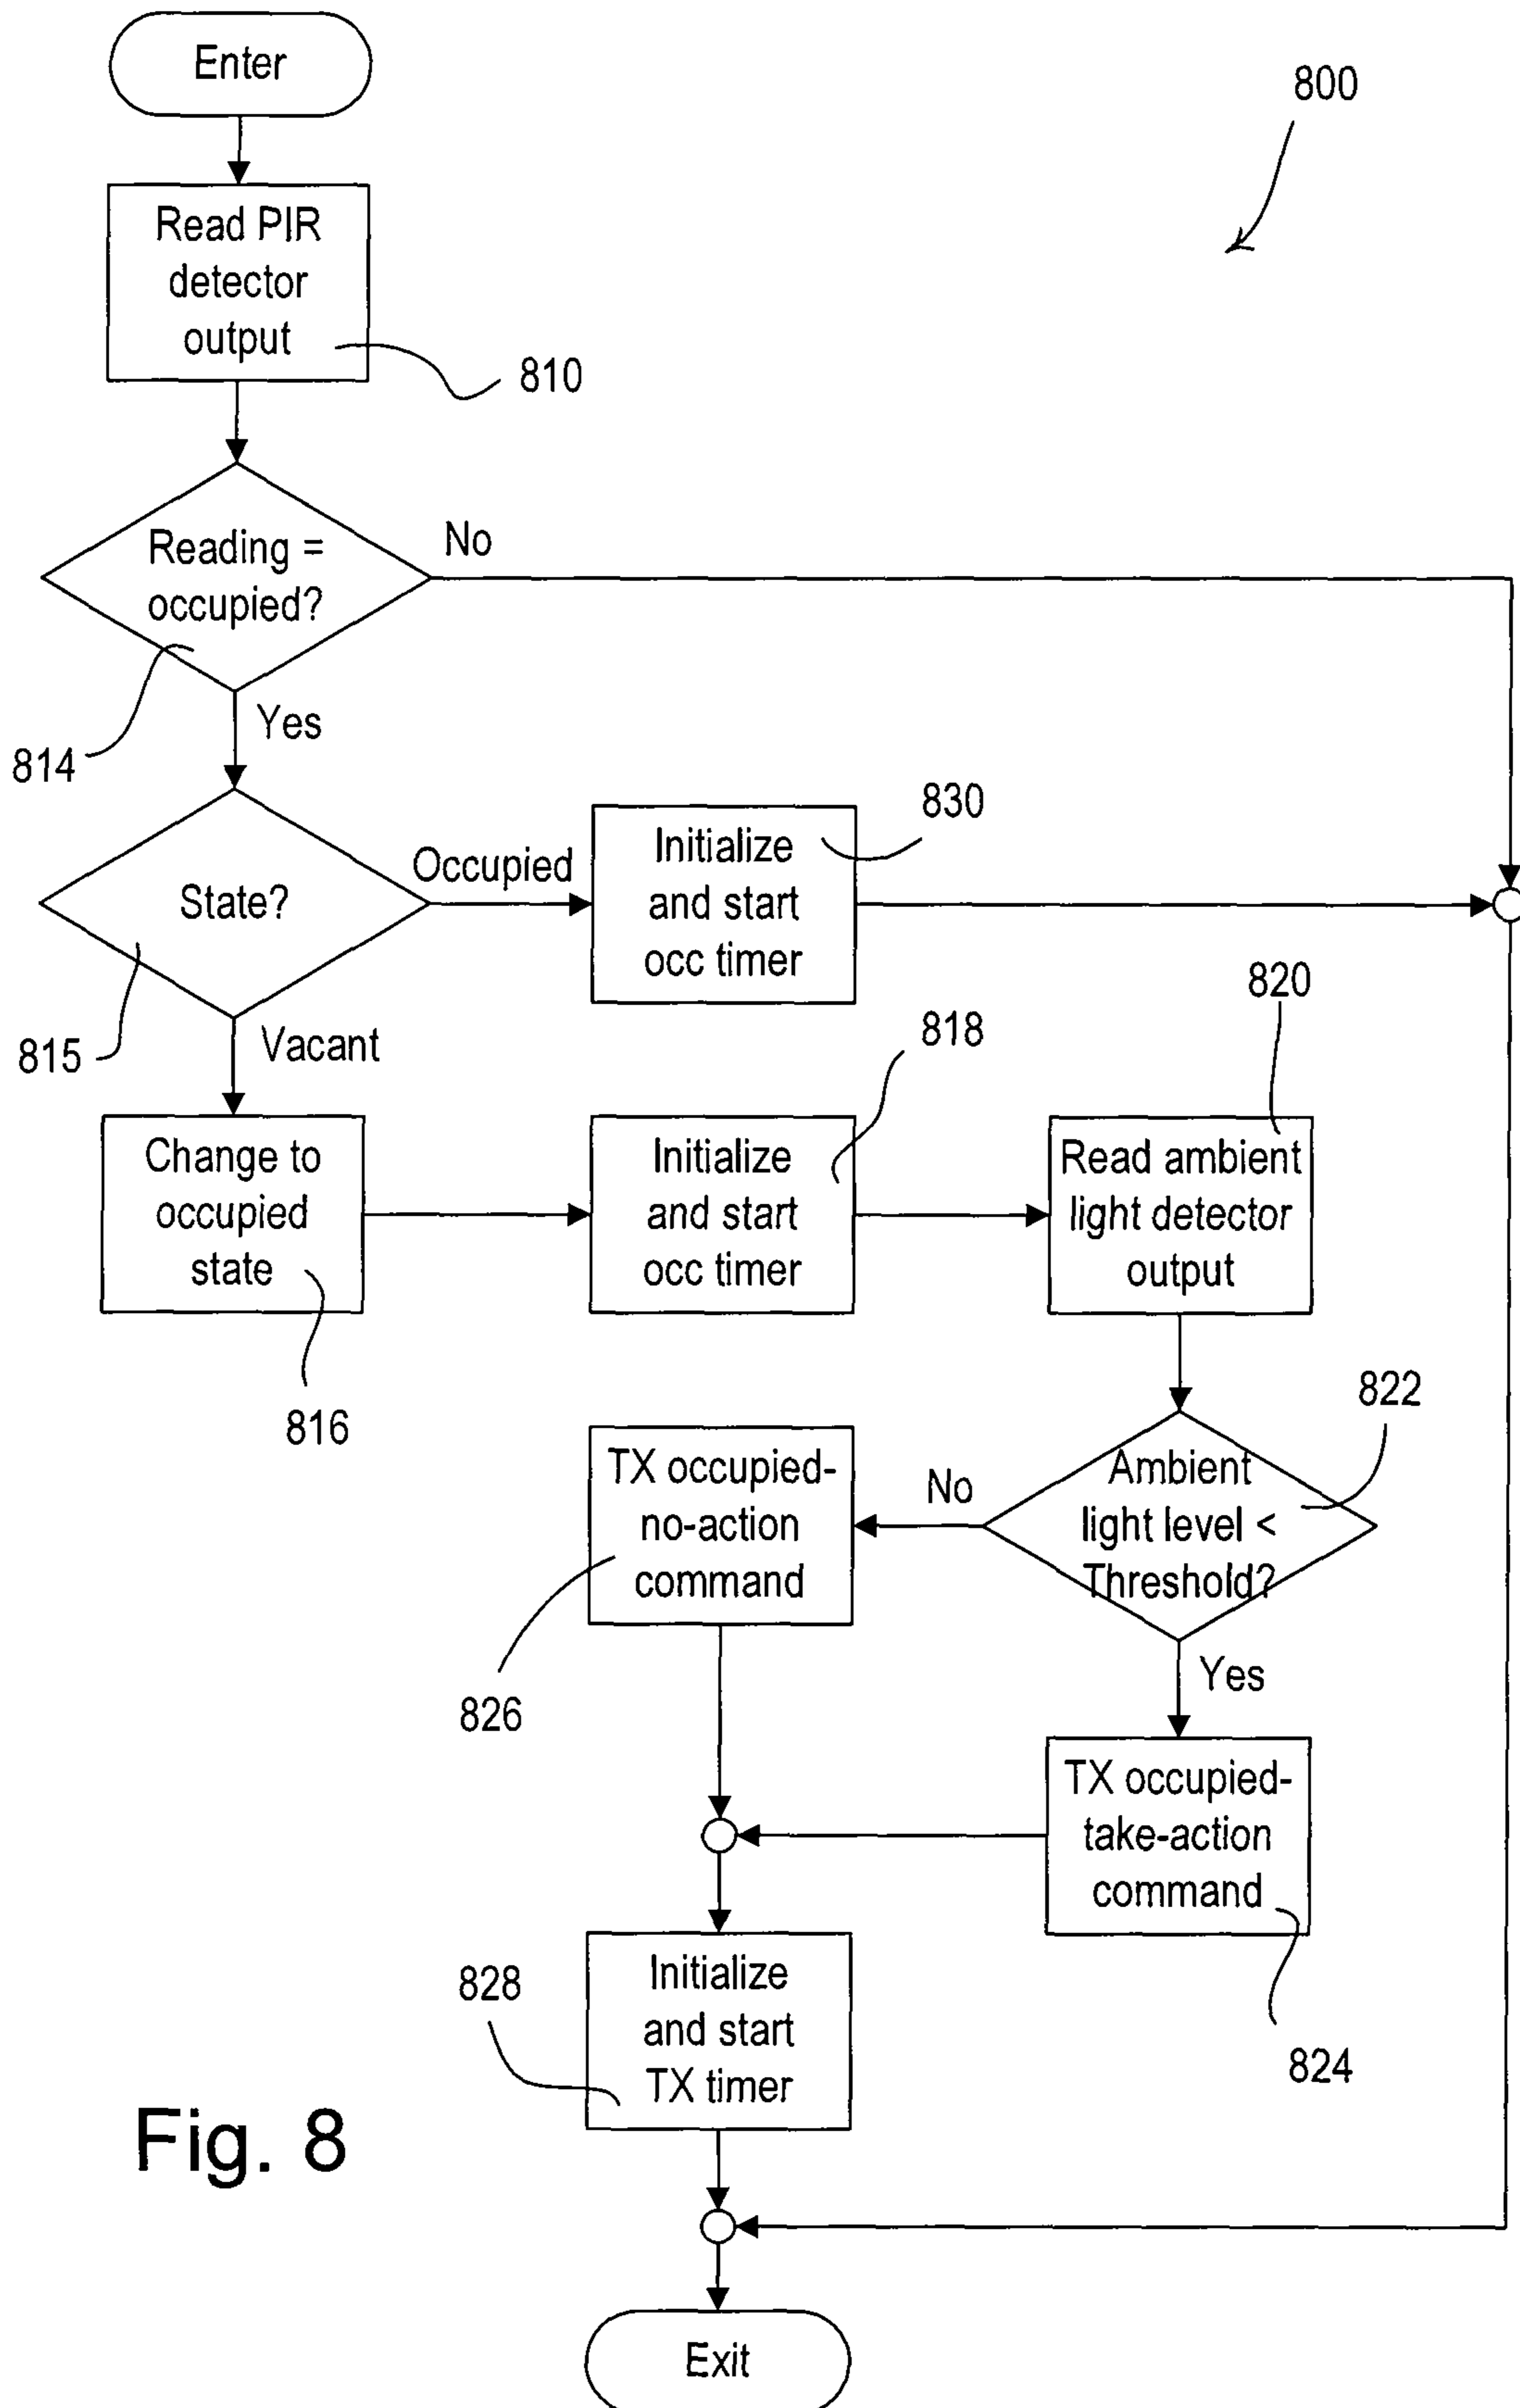 Enter
800
Read PIR
detector
output
810
Reading =
occupied?
No
814
Yes
State?
Occupied
830
Initialize
and start
occ timer
815
Vacant
818
820
Change to
occupied
state
816
Initialize
and start
occ timer
Read ambient
light detector
output
822
Ambient
light level <
Threshold?
No
Yes
TX occupied-
no-action
command
826
TX occupied-
take-action
command
824
828
Initialize
and start
TX timer
Fig. 8
Exit